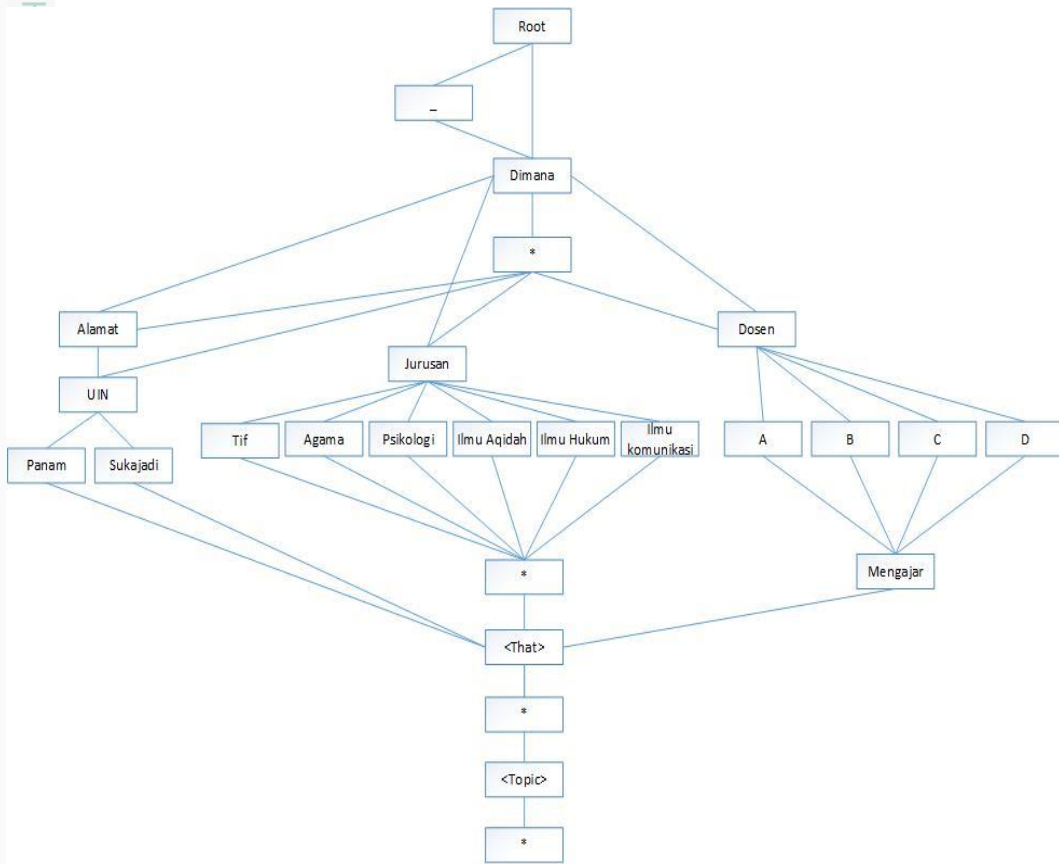 Root
_
Dimana
*
Alamat
Dosen
Jurusan
UIN
Tif
Agama
Psikologi
Ilmu Aqidah
Ilmu Hukum
Ilmu
komunikasi
A
B
C
D
Panam
Sukajadi
*
Mengajar
<That>
*
<Topic>
*